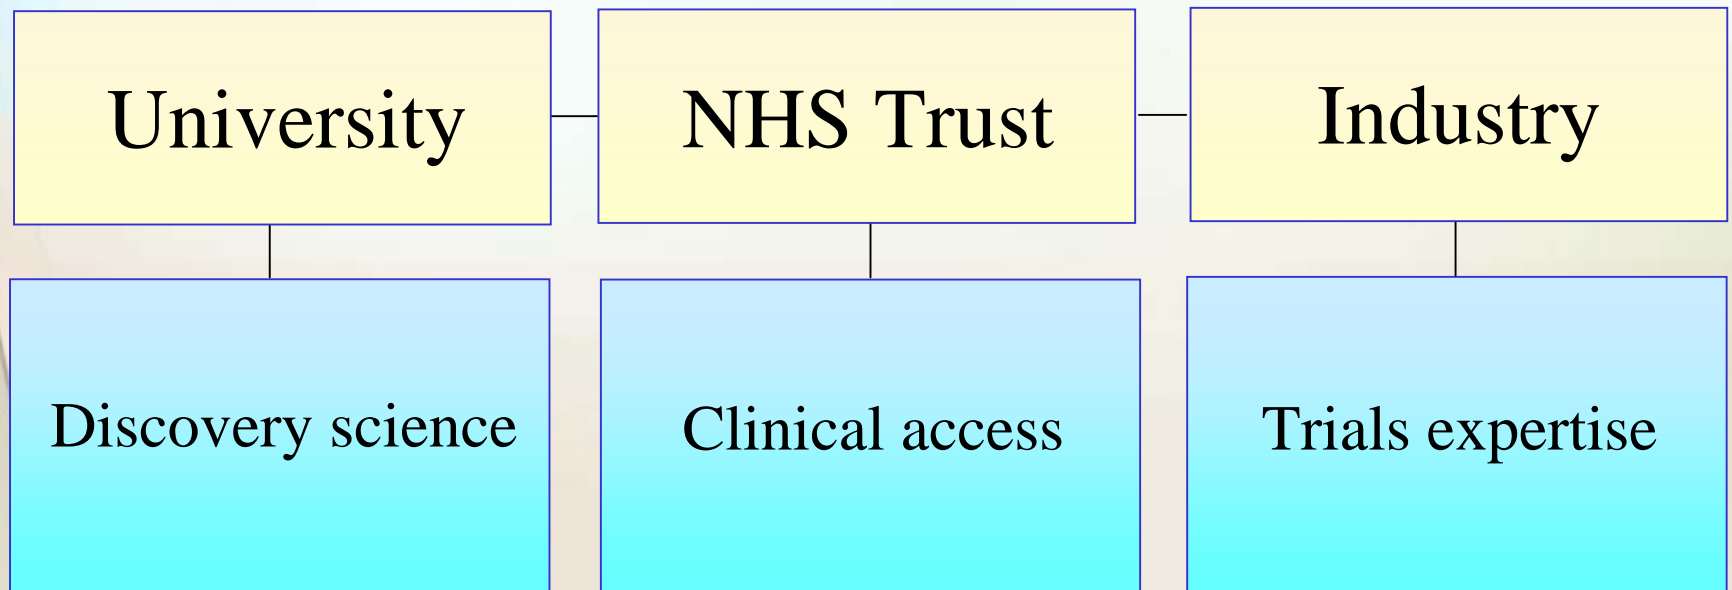 University
NHS Trust
Industry
Discovery science
Clinical access
Trials expertise